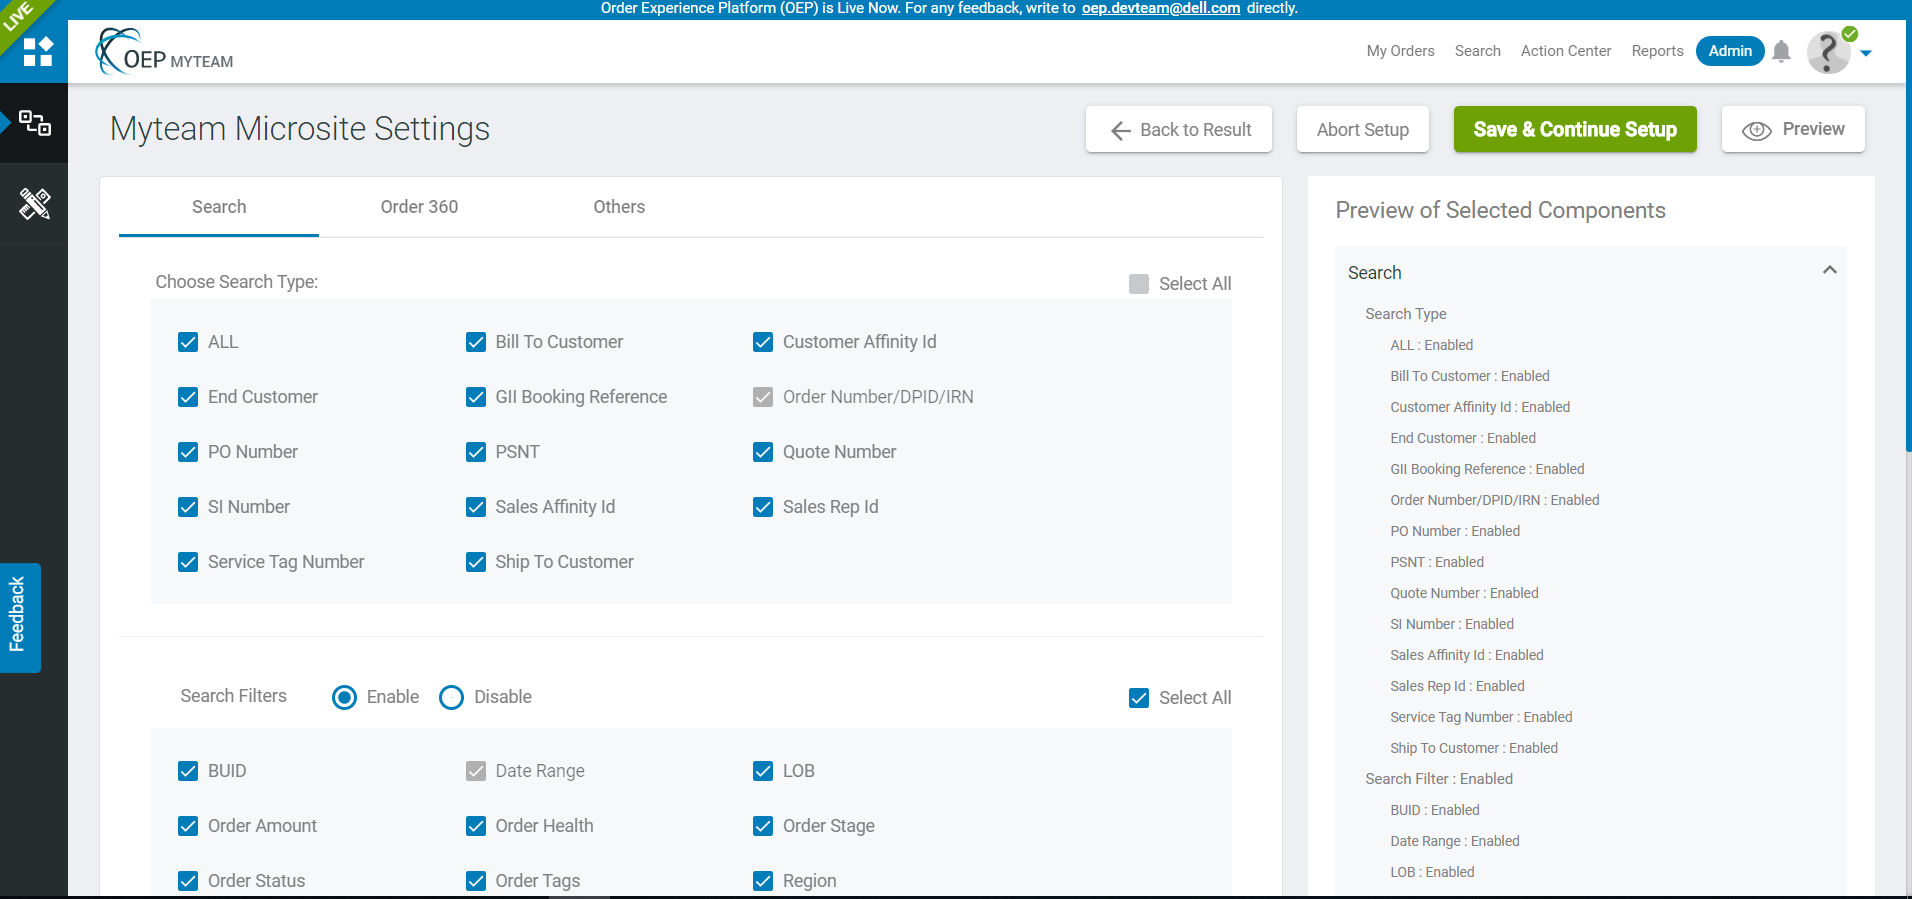 LIVE
Order Experience Platform (OEP) is Live Now. For any feedback, write to oep.devteam@dell.com directly.
OEP MYTEAM
My Orders Search Action Center Reports Admin
Myteam Microsite Settings
Back to Result Abort Setup Save & Continue Setup Preview
Search Order 360 Others
Choose Search Type: Select All
ALL Bill To Customer Customer Affinity Id
End Customer GII Booking Reference Order Number/DPID/IRN
PO Number PSNT Quote Number
SI Number Sales Affinity Id Sales Rep Id
Service Tag Number Ship To Customer
Feedback
Search Filters Enable Disable Select All
BUID Date Range LOB
Order Amount Order Health Order Stage
Order Status Order Tags Region
Preview of Selected Components
Search
Search Type
ALL : Enabled
Bill To Customer : Enabled
Customer Affinity Id : Enabled
End Customer : Enabled
GII Booking Reference : Enabled
Order Number/DPID/IRN : Enabled
PO Number : Enabled
PSNT : Enabled
Quote Number : Enabled
SI Number : Enabled
Sales Affinity Id : Enabled
Sales Rep Id : Enabled
Service Tag Number : Enabled
Ship To Customer : Enabled
Search Filter : Enabled
BUID : Enabled
Date Range : Enabled
LOB : Enabled